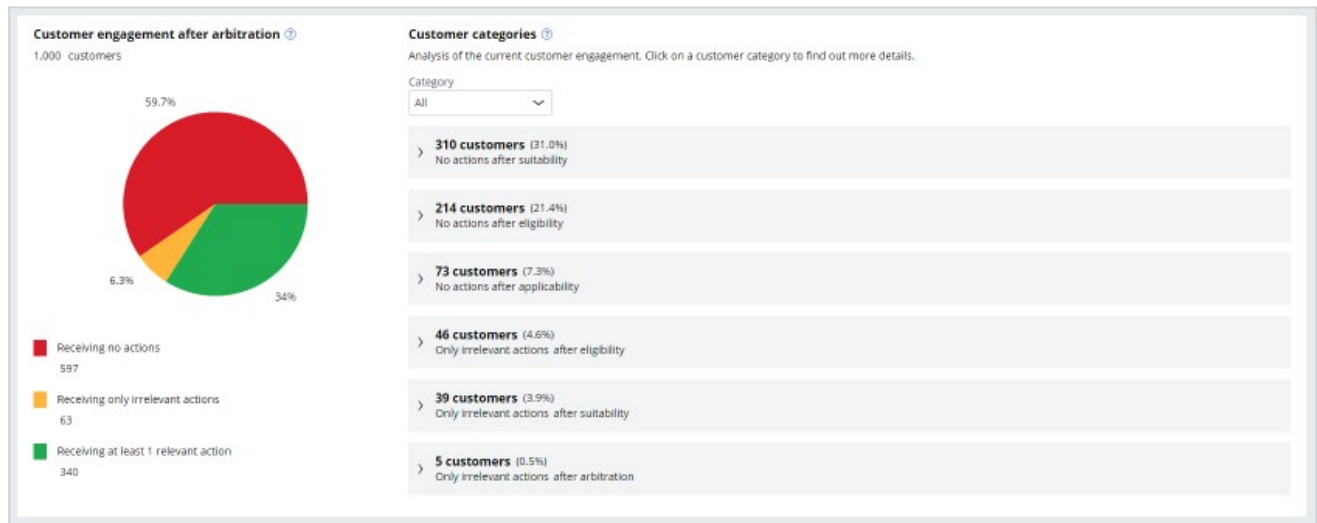 Customer engagement after arbitration ?
1,000 customers
59.7%
6.3%
34%
Receiving no actions
597
Receiving only irrelevant actions
63
Receiving at least 1 relevant action
340
Customer categories ?
Analysis of the current customer engagement. Click on a customer category to find out more details.
Category
All
310 customers (31.0%)
No actions after suitability
214 customers (21.4%)
No actions after eligibility
73 customers (7.3%)
No actions after applicability
46 customers (4.6%)
Only irrelevant actions after eligibility
39 customers (3.9%)
Only irrelevant actions after suitability
5 customers (0.5%)
Only irrelevant actions after arbitration